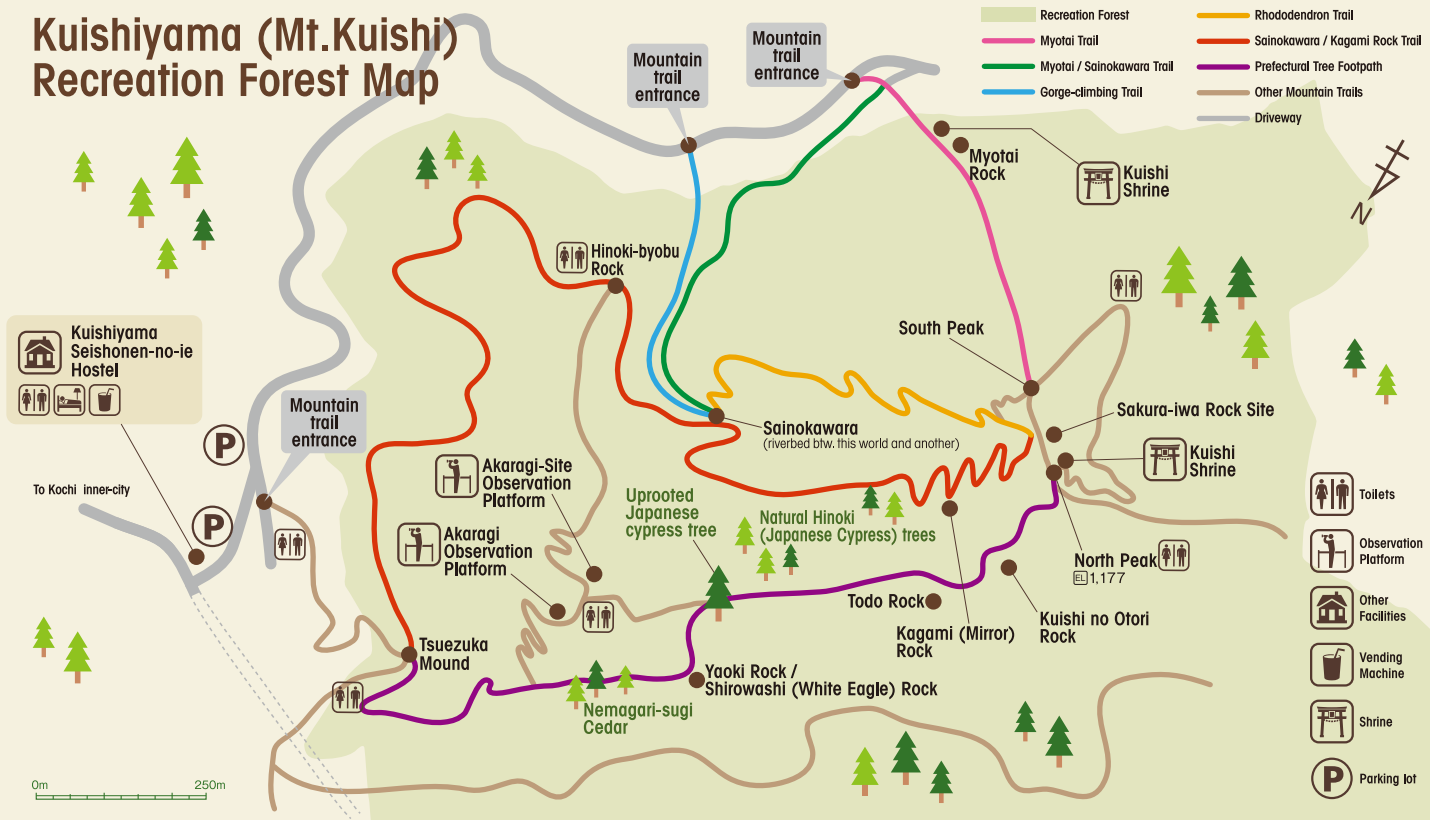 Kuishiyama (Mt.Kuishi)
Recreation Forest Map
Recreation Forest
Myotai Trail
Myotai / Sainokawara Trail
Gorge-climbing Trail
Rhododendron Trail
Sainokawara / Kagami Rock Trail
Prefectural Tree Footpath
Other Mountain Trails
Driveway
Mountain
trail
entrance
Mountain
trail
entrance
Myotai
Rock
Kuishi
Shrine
N
Hinoki-byobu
Rock
Kuishiyama
Seishonen-no-ie
Hostel
South Peak
Mountain
trail
entrance
P
Sakura-iwa Rock Site
Sainokawara
(riverbed btw. this world and another)
Kuishi
Shrine
Akaragi-Site
Observation
Platform
To Kochi inner-city
P
Uprooted
Japanese
cypress tree
Natural Hinoki
(Japanese Cypress) trees
Akaragi
Observation
Platform
North Peak
EL 1,177
Todo Rock
Kagami (Mirror)
Rock
Kuishi no Otori
Rock
Tsuezuka
Mound
Yaoki Rock /
Shirowashi (White Eagle) Rock
Nemagari-sugi
Cedar
0m
250m
Toilets
Observation
Platform
Other
Facilities
Vending
Machine
Shrine
P
Parking lot